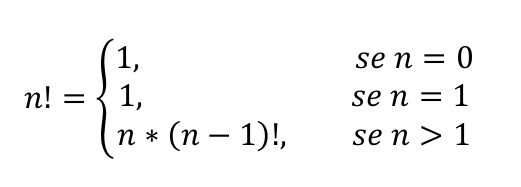 1, se n = 0
n! = { 1, se n = 1
n * (n − 1)!, se n > 1